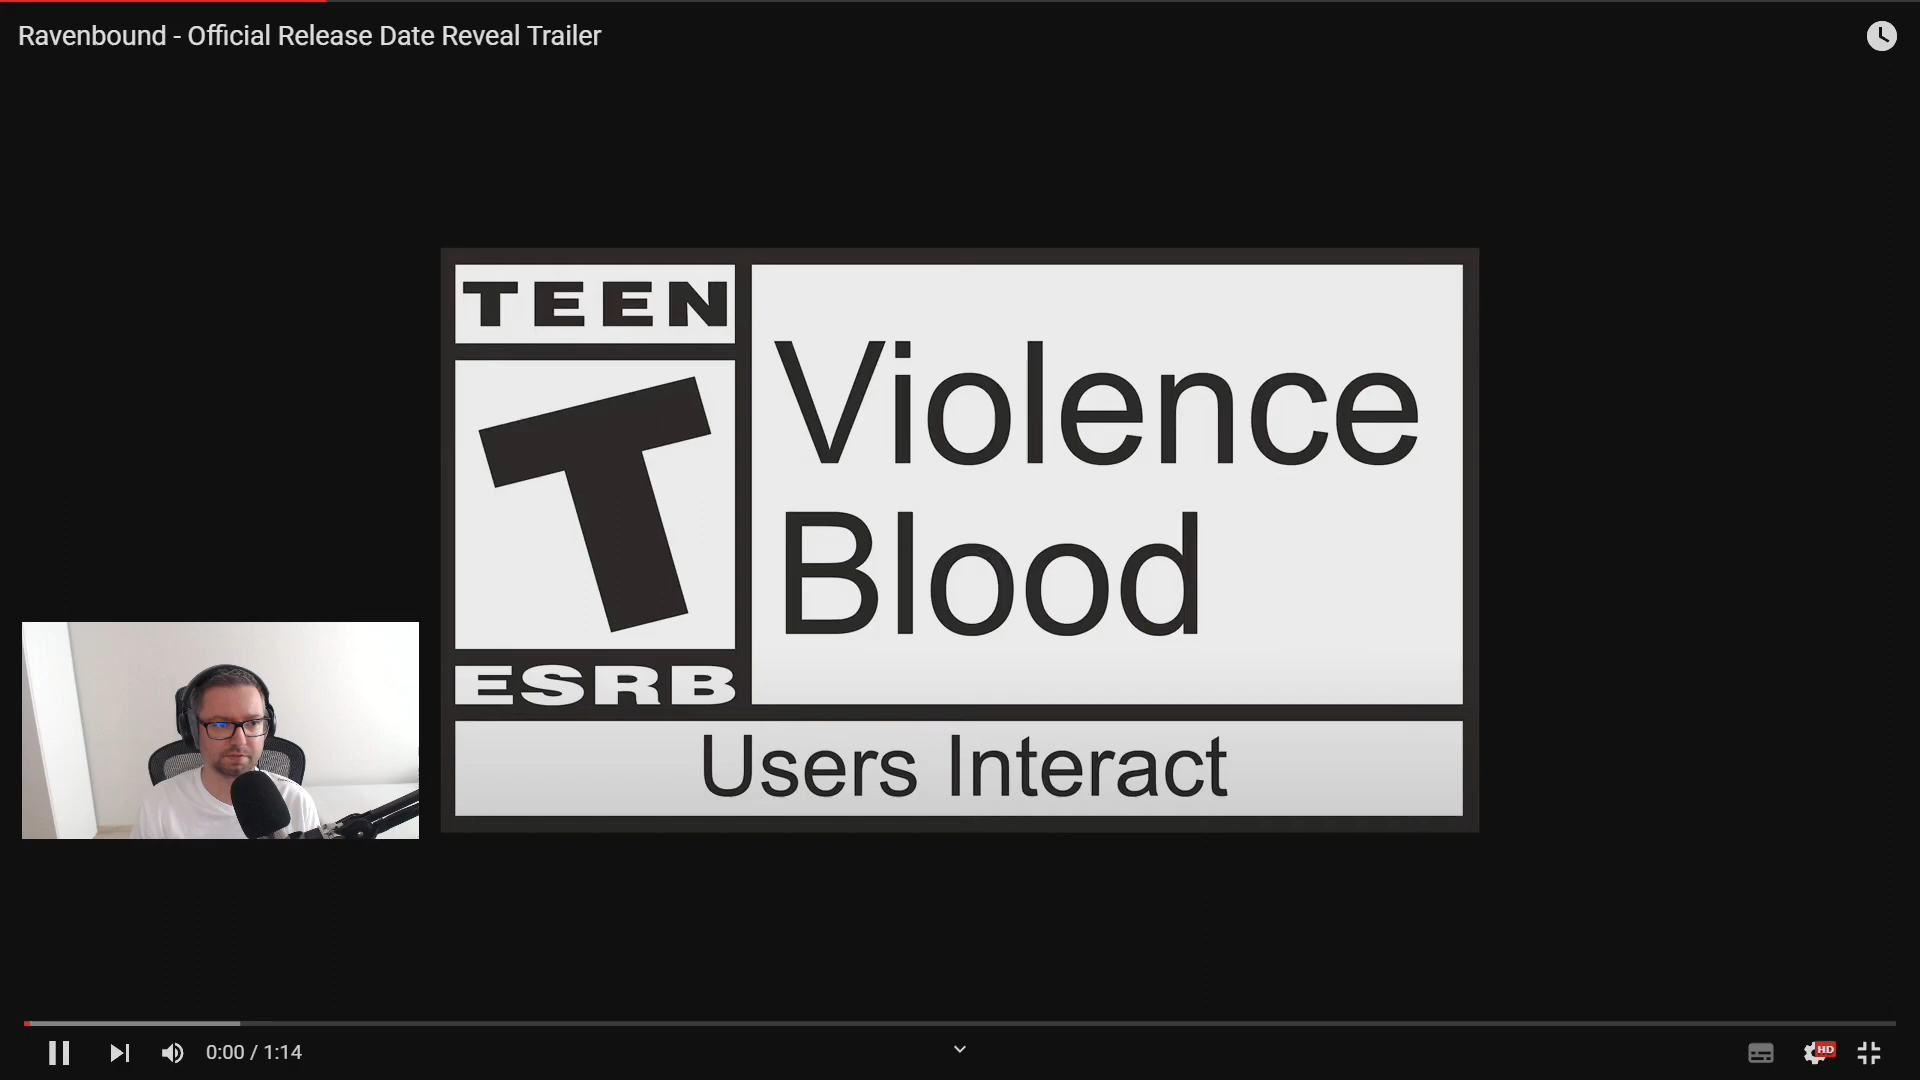 Ravenbound - Official Release Date Reveal Trailer
TEEN
T
ESRB
Violence
Blood
Users Interact
0:00 / 1:14
HD